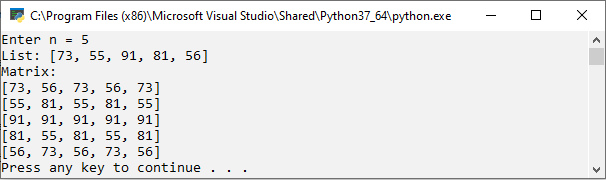 C:\Program Files (x86)\Microsoft Visual Studio\Shared\Python37_64\python.exe
Enter n = 5
List: [73, 55, 91, 81, 56]
Matrix:
[73, 56, 73, 56, 73]
[55, 81, 55, 81, 55]
[91, 91, 91, 91, 91]
[81, 55, 81, 55, 81]
[56, 73, 56, 73, 56]
Press any key to continue . . .